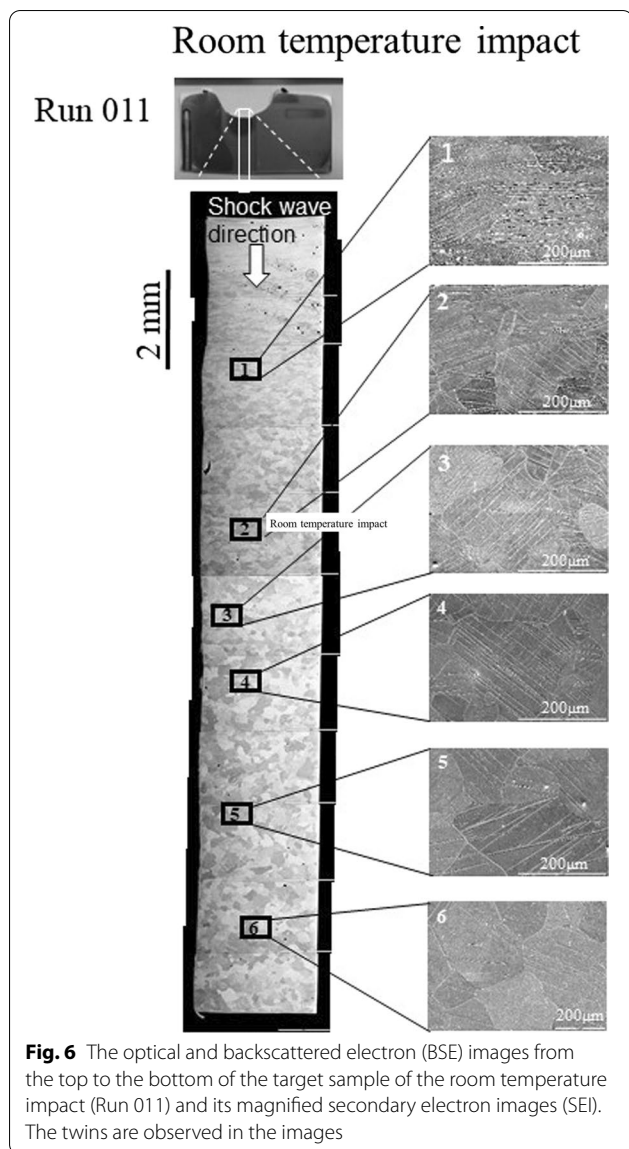 Room temperature impact
Run 011
Shock wave
direction
2 mm
1
2
Room temperature impact
3
4
5
6
1
200μm
2
200μm
3
200μm
4
200μm
5
200μm
6
200μm
Fig. 6 The optical and backscattered electron (BSE) images from
the top to the bottom of the target sample of the room temperature
impact (Run 011) and its magnified secondary electron images (SEI).
The twins are observed in the images